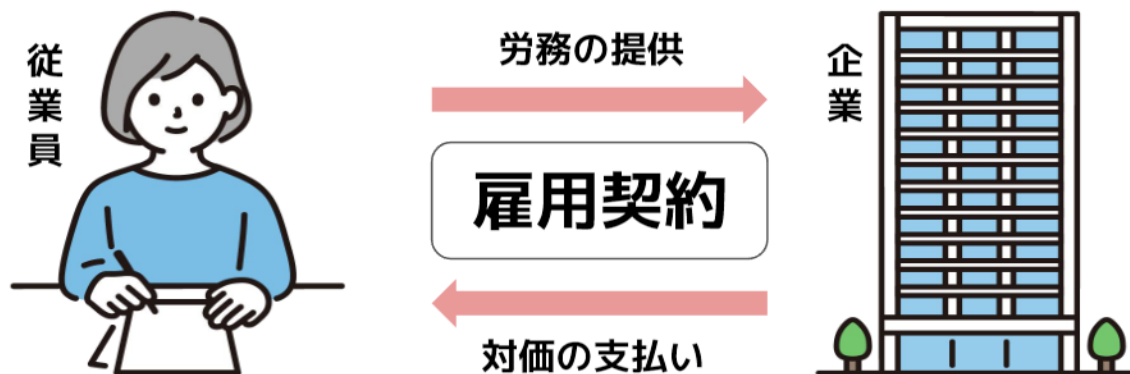 従業員
労務の提供
企業
雇用契約
対価の支払い